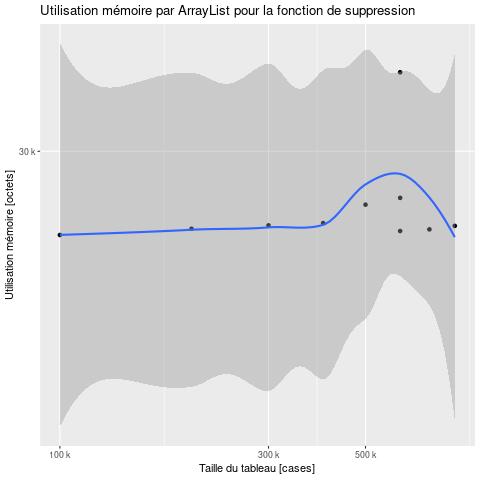 Utilisation mémoire par ArrayList pour la fonction de suppression
Utilisation mémoire [octets]
30 k
100 k
300 k
500 k
Taille du tableau [cases]